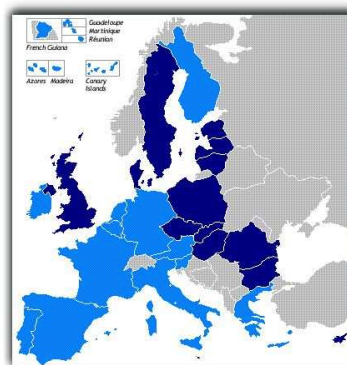 Guadeloupe
Martinique
Réunion
French Guiana
Azores Madeira
Canary
Islands